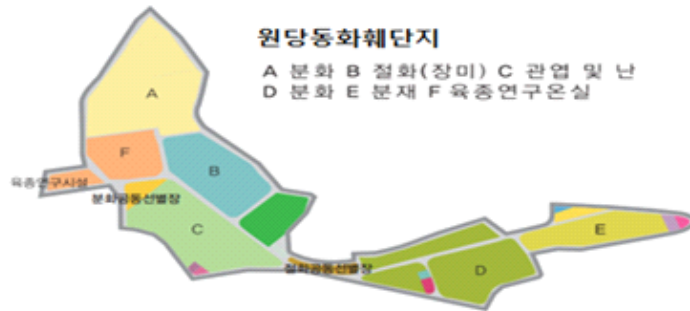 원당동화훼단지
A 분화 B 절화(장미) C 관엽 및 난
D 분화 E 분재 F 육종연구온실
A
F
B
육종연구시설
분화공동선별장
C
E
절화공동선별장
D